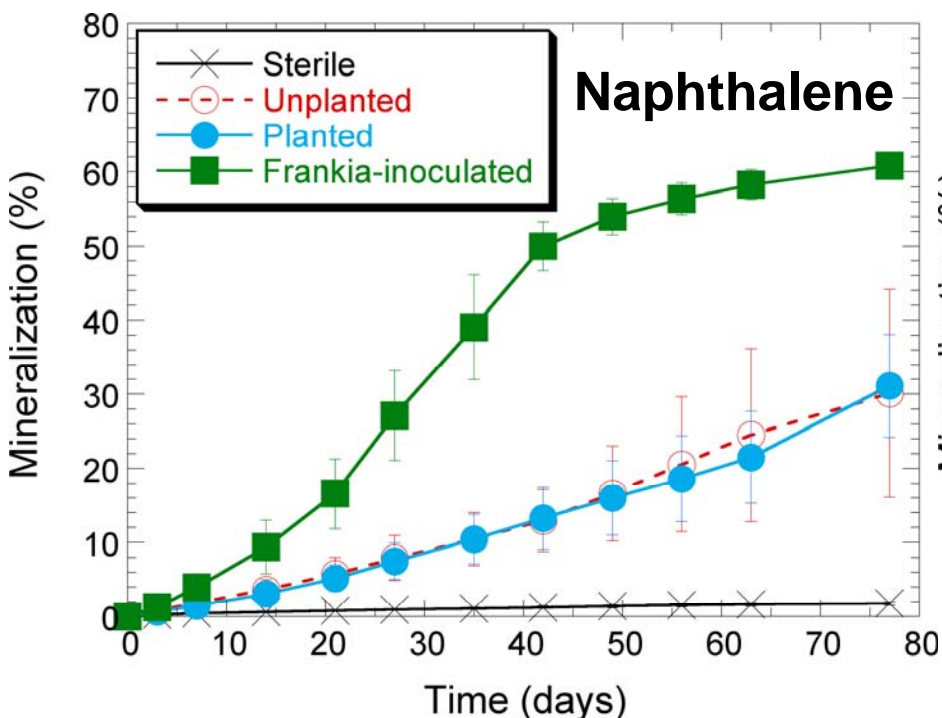 Naphthalene
Sterile
Unplanted
Planted
Frankia-inoculated
Mineralization (%)
80
70
60
50
40
30
20
10
0
0 10 20 30 40 50 60 70 80
Time (days)